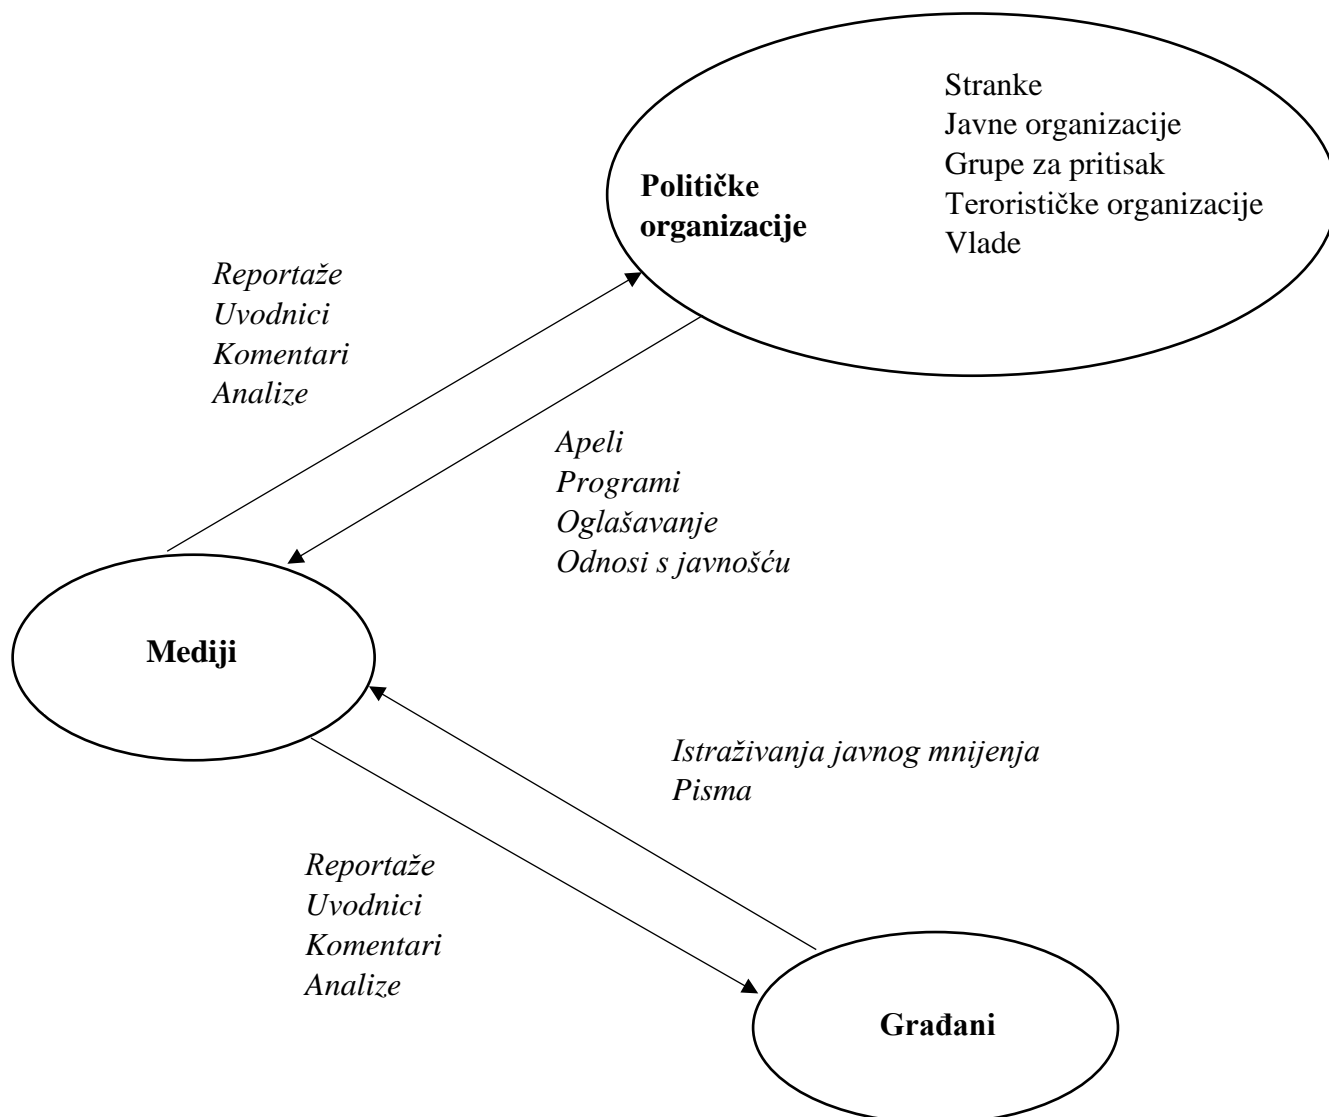 Stranke
Javne organizacije
Grupe za pritisak
Terorističke organizacije
Vlade
Političke
organizacije
Reportaže
Uvodnici
Komentari
Analize
Apeli
Programi
Oglašavanje
Odnosi s javnošću
Mediji
Istraživanja javnog mnijenja
Pisma
Reportaže
Uvodnici
Komentari
Analize
Građani